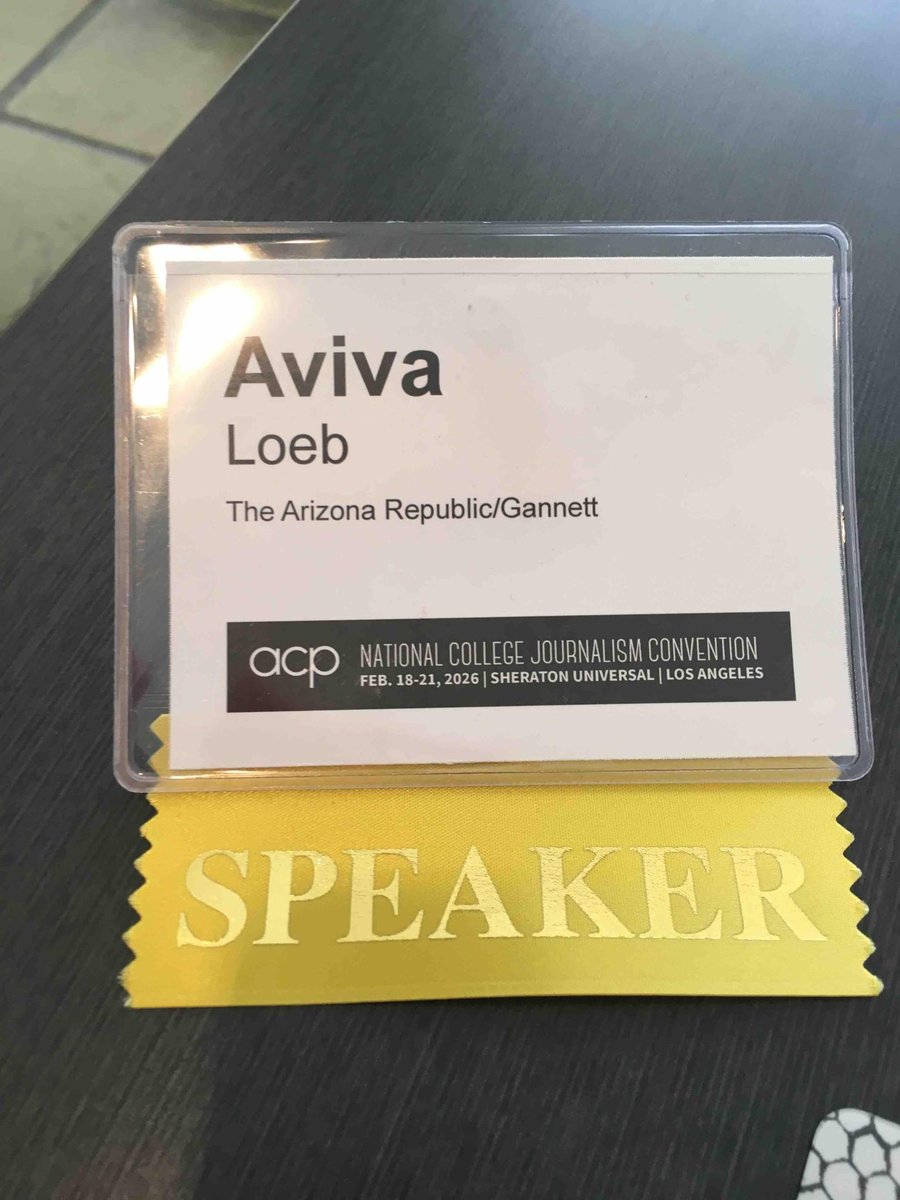 Aviva
Loeb
The Arizona Republic/Gannett
acp NATIONAL COLLEGE JOURNALISM CONVENTION
FEB. 18-21, 2026 | SHERATON UNIVERSAL | LOS ANGELES
SPEAKER